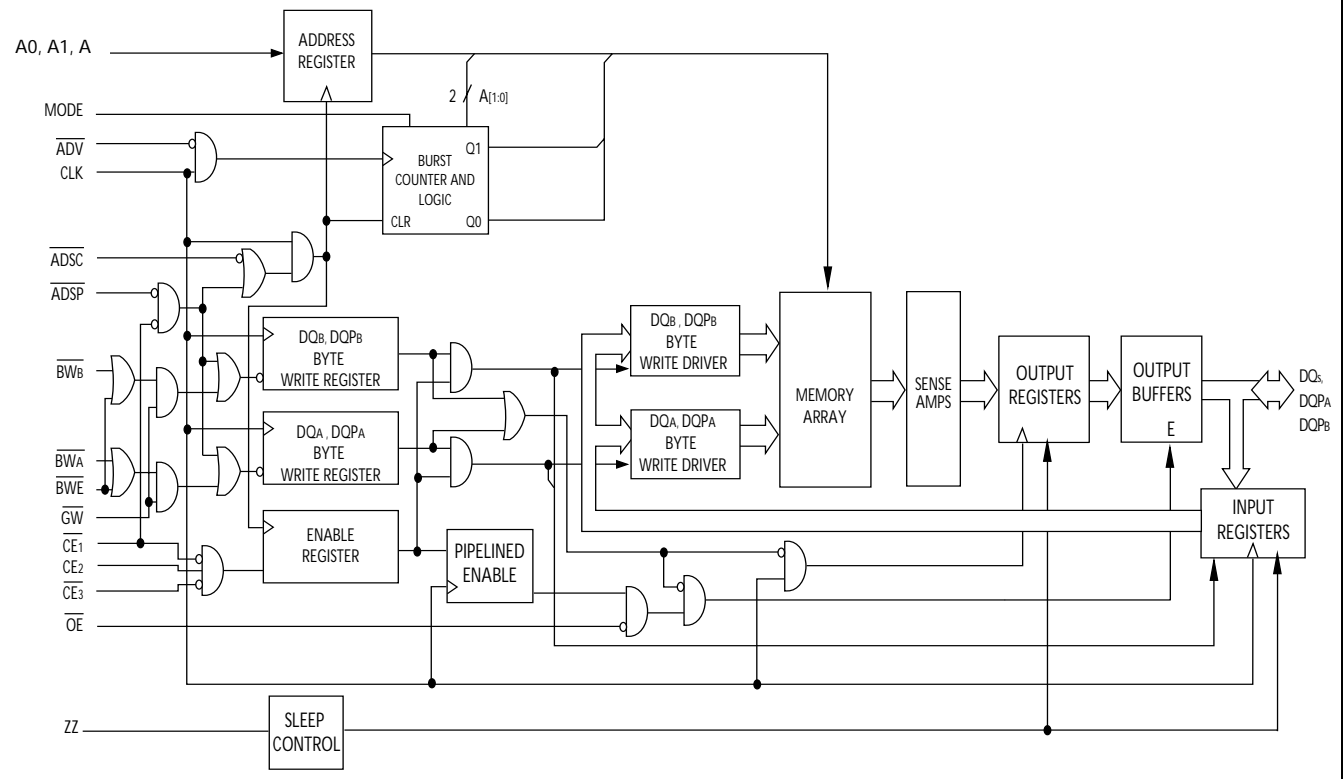 A0, A1, A
ADDRESS
REGISTER
MODE
2
A[1:0]
ADV
CLK
BURST
COUNTER AND
LOGIC
Q1
CLR
Q0
ADSC
ADSP
DQB, DQPB
BYTE
WRITE REGISTER
DQB, DQPB
BYTE
WRITE DRIVER
MEMORY
ARRAY
SENSE
AMPS
OUTPUT
REGISTERS
OUTPUT
BUFFERS
E
DQs,
DQPA
DQPB
BWB
DQA, DQPA
BYTE
WRITE REGISTER
DQA, DQPA
BYTE
WRITE DRIVER
BWA
BWE
GW
CE1
CE2
CE3
ENABLE
REGISTER
PIPELINED
ENABLE
INPUT
REGISTERS
OE
ZZ
SLEEP
CONTROL